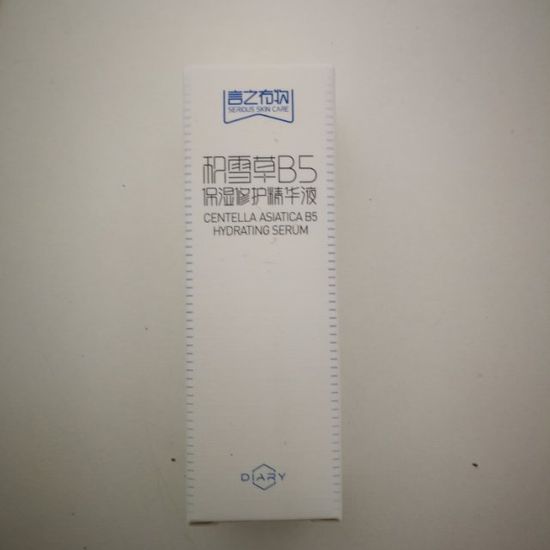 言之有物
SERIOUS SKIN CARE
积雪草B5
保湿修护精华液
CENTELLA ASIATICA B5
HYDRATING SERUM
DIARY